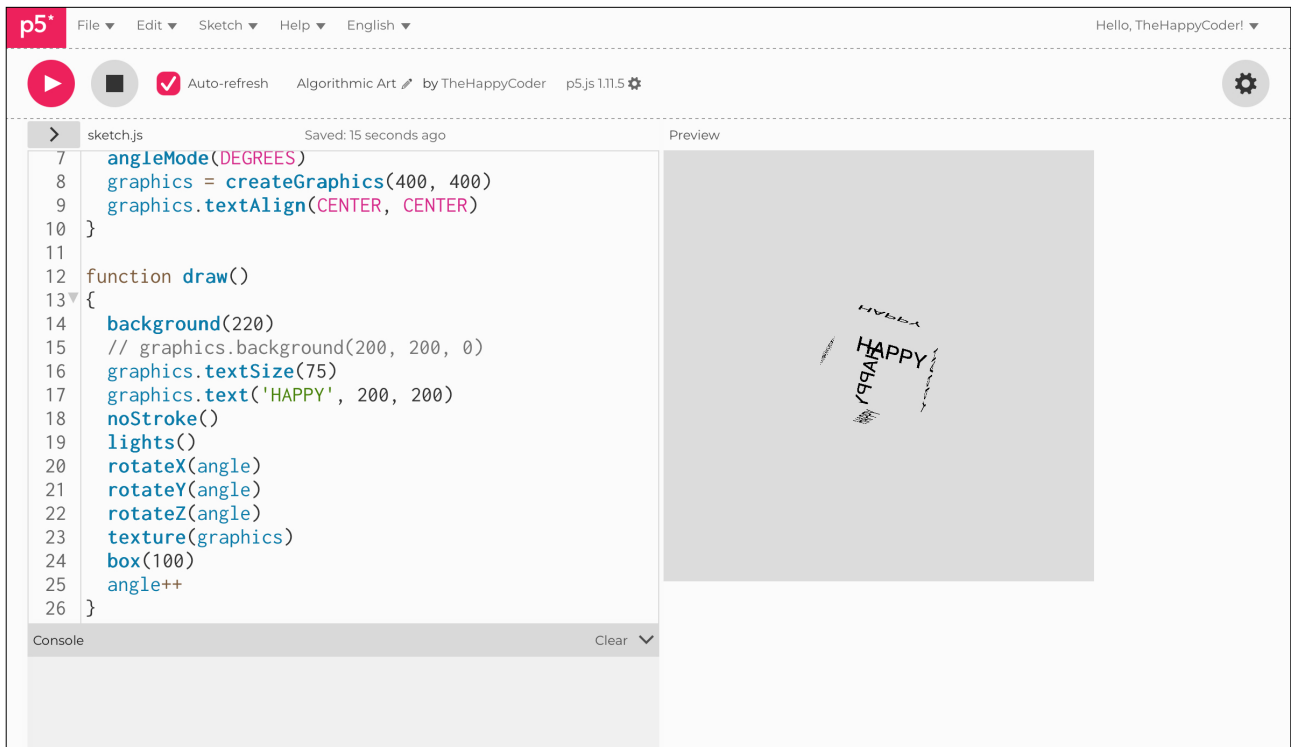 p5* File Edit Sketch Help English Hello, TheHappyCoder!
Auto-refresh Algorithmic Art by TheHappyCoder p5.js 1.11.5
sketch.js Saved: 15 seconds ago Preview
7 angleMode(DEGREES)
8 graphics = createGraphics(400, 400)
9 graphics.textAlign(CENTER, CENTER)
10 }
11
12 function draw()
13 {
14 background(220)
15 // graphics.background(200, 200, 0)
16 graphics.textSize(75)
17 graphics.text('HAPPY', 200, 200)
18 noStroke()
19 lights()
20 rotateX(angle)
21 rotateY(angle)
22 rotateZ(angle)
23 texture(graphics)
24 box(100)
25 angle++
26 }
HAPPY
HAPPY
HAPPY
Console Clear